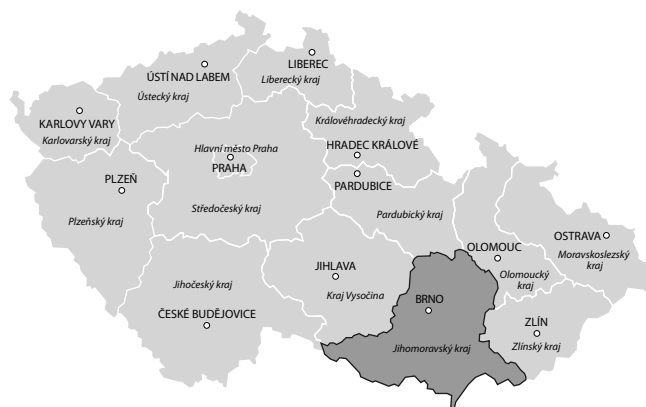 LIBEREC
Liberecký kraj
ÚSTÍ NAD LABEM
Ústecký kraj
KARLOVY VARY
Karlovarský kraj
Královéhradecký kraj
HRADEC KRÁLOVÉ
Hlavní město Praha
PRAHA
Středočeský kraj
PLZEŇ
Plzeňský kraj
PARDUBICE
Pardubický kraj
OSTRAVA
Moravskoslezský
kraj
OLOMOUC
Olomoucký
kraj
JIHLAVA
Kraj Vysočina
Jihočeský kraj
ČESKÉ BUDĚJOVICE
BRNO
Jihomoravský kraj
ZLÍN
Zlínský kraj